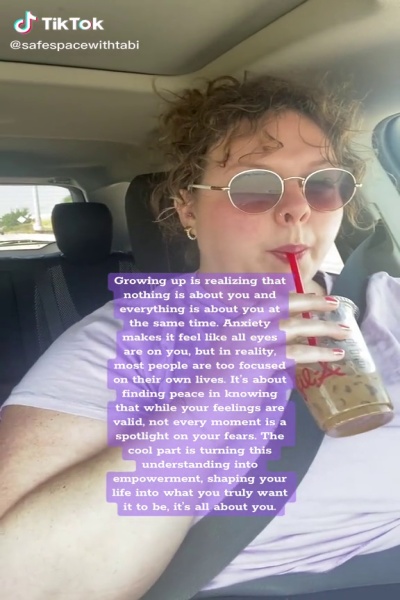 TikTok
@safespacewithtabi
Growing up is realizing that
nothing is about you and
everything is about you at
the same time. Anxiety
makes it feel like all eyes
are on you, but in reality,
most people are too focused
on their own lives. It's about
finding peace in knowing
that while your feelings are
valid, not every moment is a
spotlight on your fears. The
cool part is turning this
understanding into
empowerment, shaping your
life into what you truly want
it to be, it's all about you.